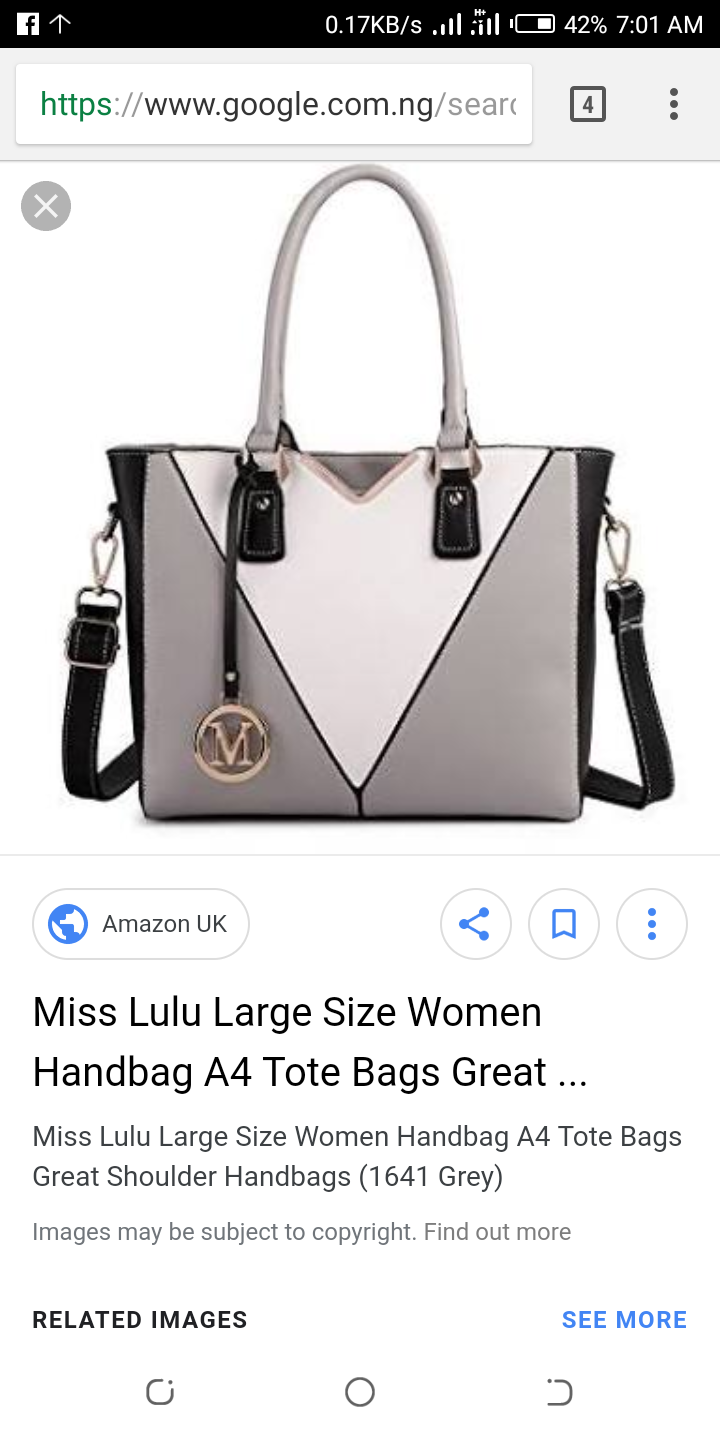 0.17KB/s H+ 42% 7:01 AM
https://www.google.com.ng/searc
4
M
Amazon UK
Miss Lulu Large Size Women
Handbag A4 Tote Bags Great ...
Miss Lulu Large Size Women Handbag A4 Tote Bags
Great Shoulder Handbags (1641 Grey)
Images may be subject to copyright. Find out more
RELATED IMAGES
SEE MORE